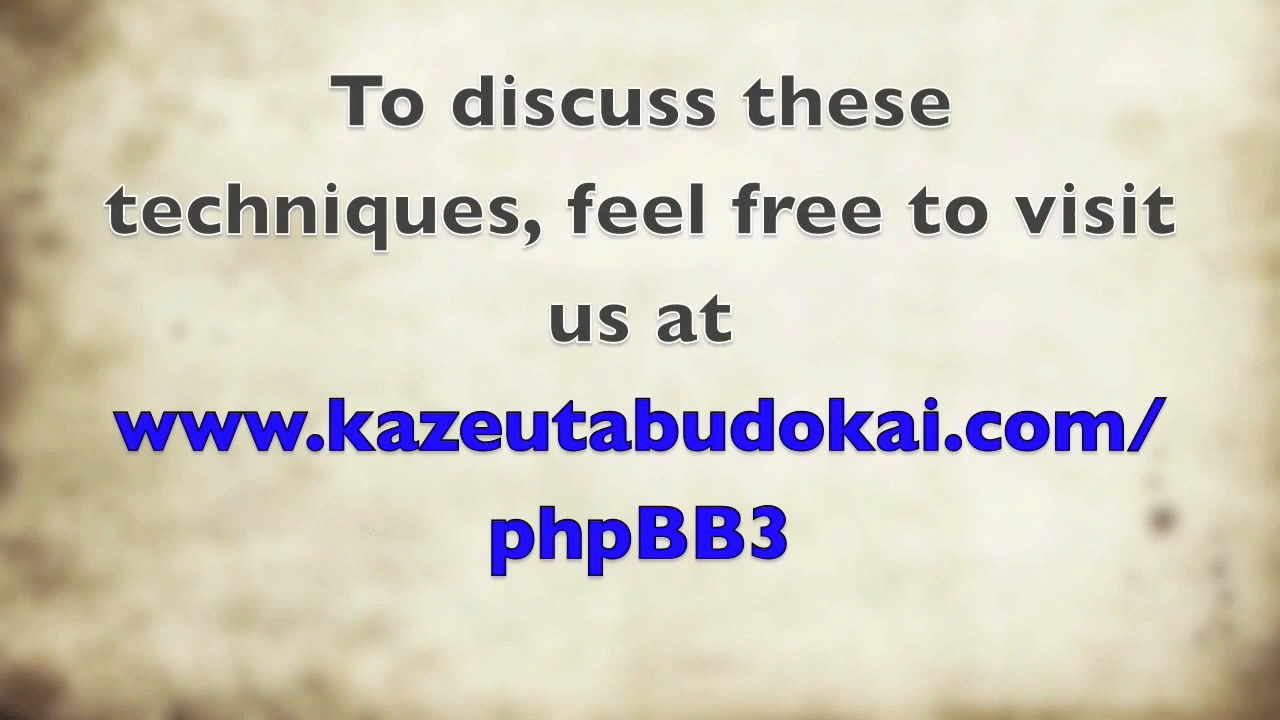 To discuss these
techniques, feel free to visit
us at
www.kazeutabudokai.com/
phpBB3